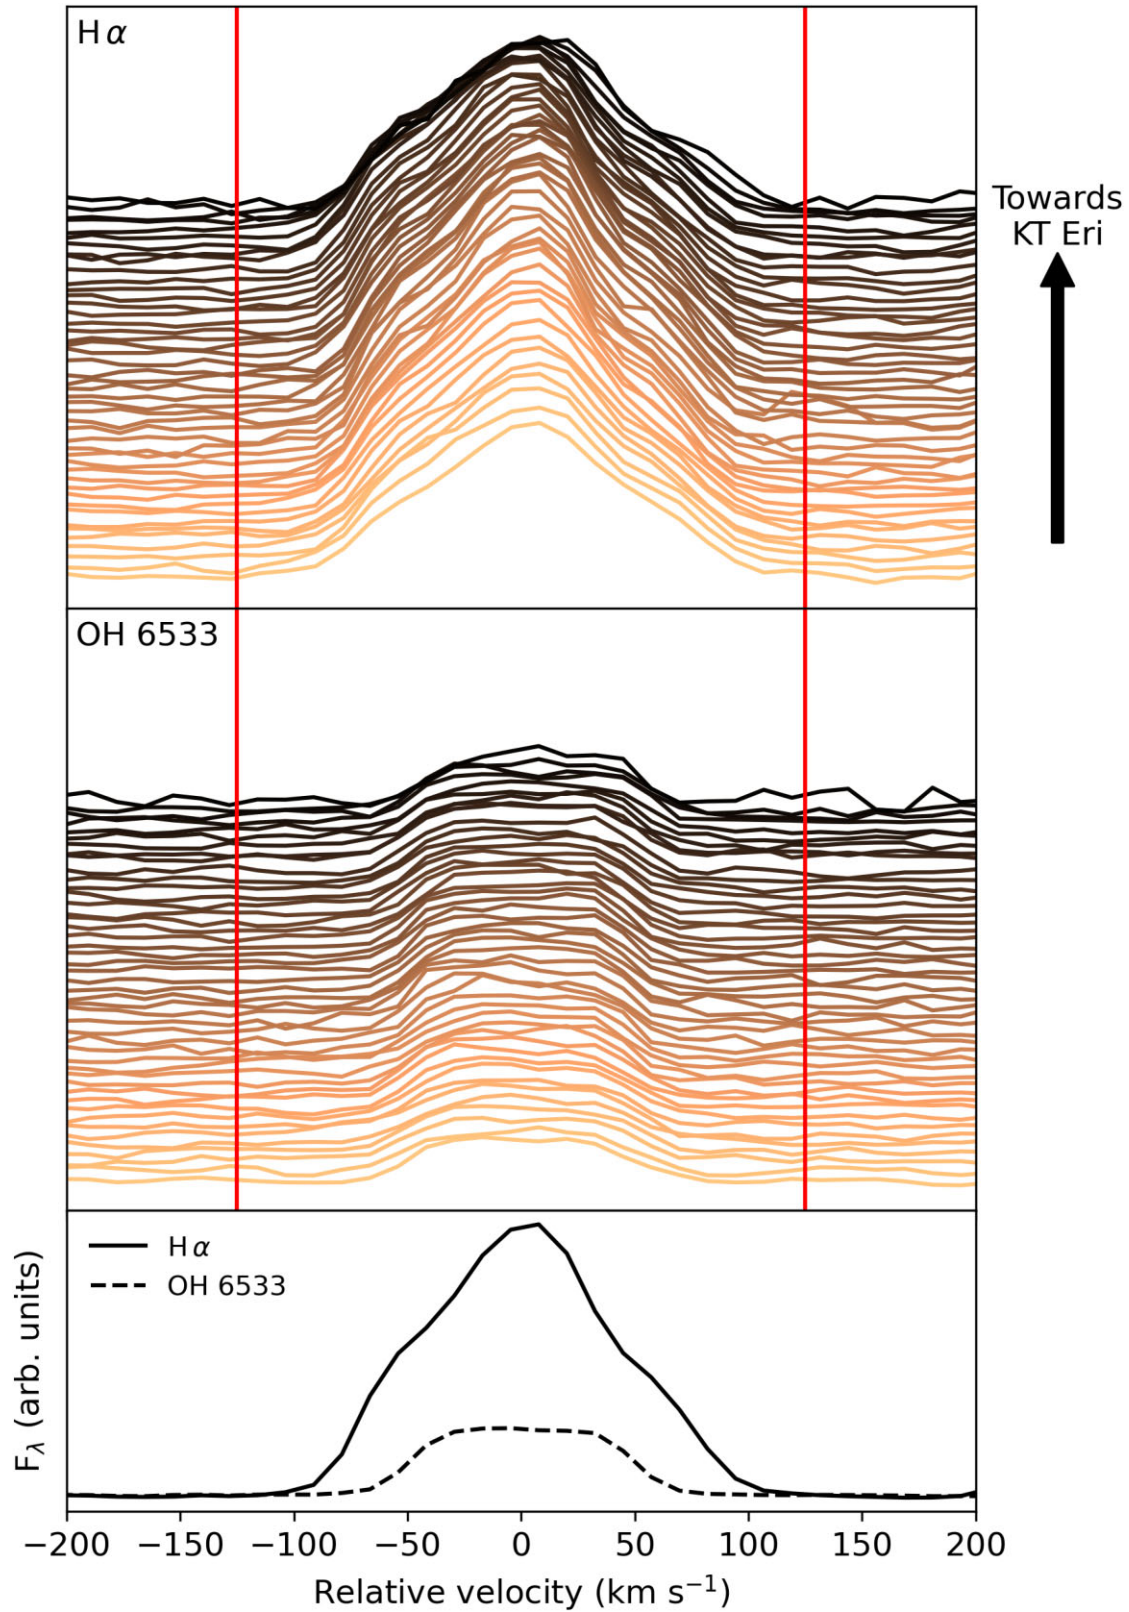 H α
Towards
KT Eri
OH 6533
H α
OH 6533
F_λ (arb. units)
−200 −150 −100 −50 0 50 100 150 200
Relative velocity (km s⁻¹)